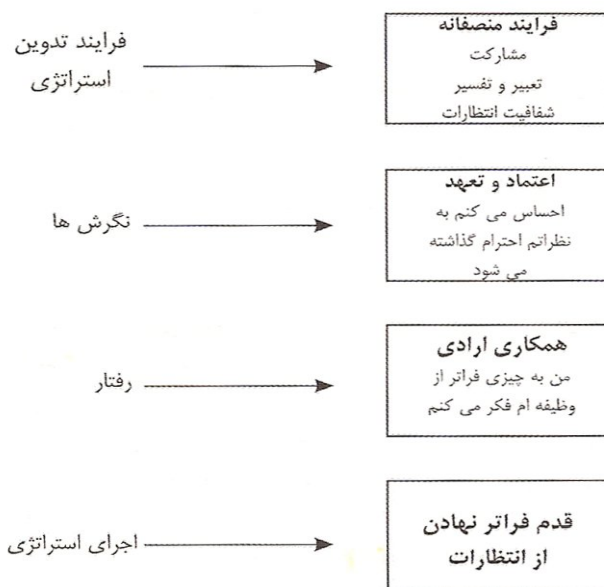 فرایند منصفانه
مشارکت
تعبیر و تفسیر
شفافیت انتظارات
فرایند تدوین
استراتژی
اعتماد و تعهد
احساس می کنم به
نظراتم احترام گذاشته
می شود
نگرش ها
همکاری ارادی
من به چیزی فراتر از
وظیفه ام فکر می کنم
رفتار
قدم فراتر نهادن
از انتظارات
اجرای استراتژی